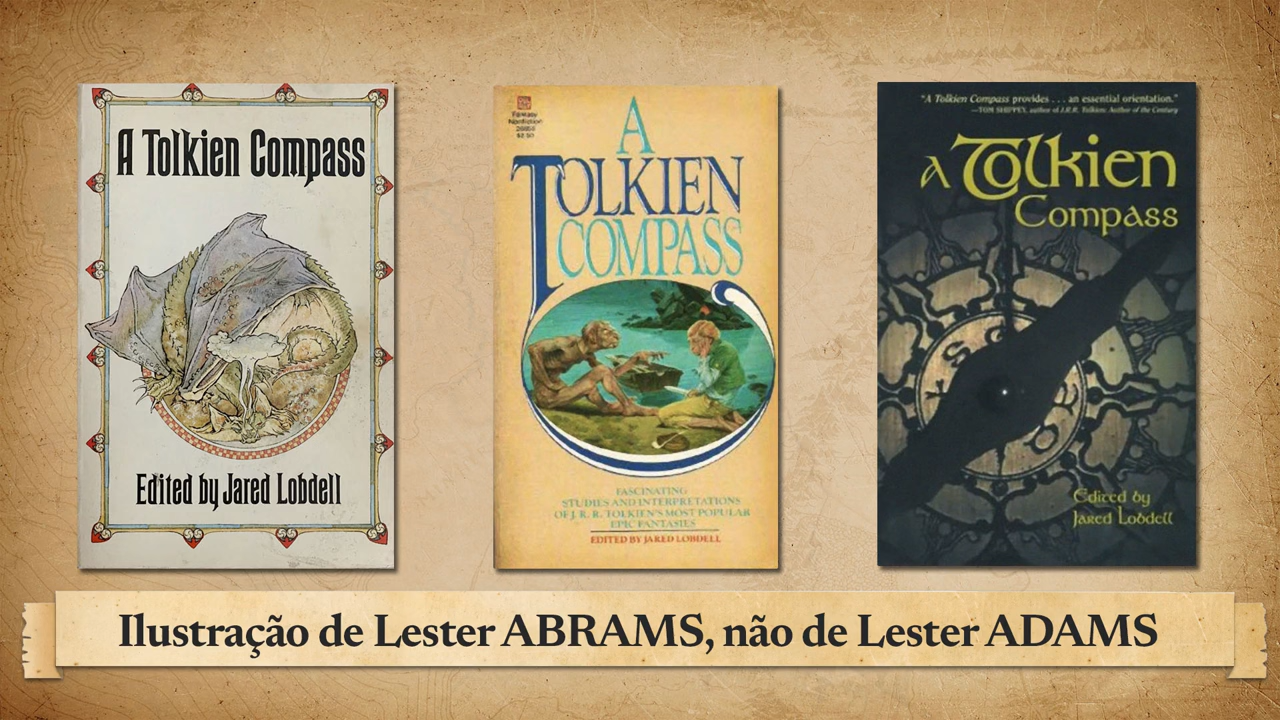 A Tolkien Compass
Edited by Jared Lobdell
Fantasy
Nonfiction
A
TOLKIEN
COMPASS
FASCINATING
STUDIES AND INTERPRETATIONS
OF J. R. R. TOLKIEN'S MOST POPULAR
EPIC FANTASIES
EDITED BY JARED LOBDELL
"A Tolkien Compass provides . . . an essential orientation."
—TOM SHIPPEY, author of J.R.R. Tolkien: Author of the Century
A Tolkien
Compass
Edited by
Jared Lobdell
Ilustração de Lester ABRAMS, não de Lester ADAMS